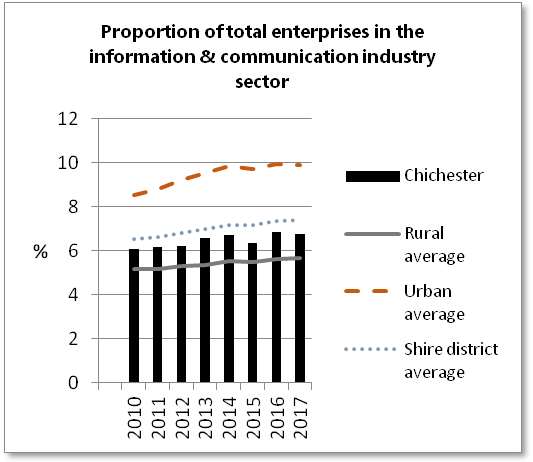 Proportion of total enterprises in the
information & communication industry
sector
12
10
8
6
4
2
0
%
2010
2011
2012
2013
2014
2015
2016
2017
Chichester
Rural
average
Urban
average
Shire district
average